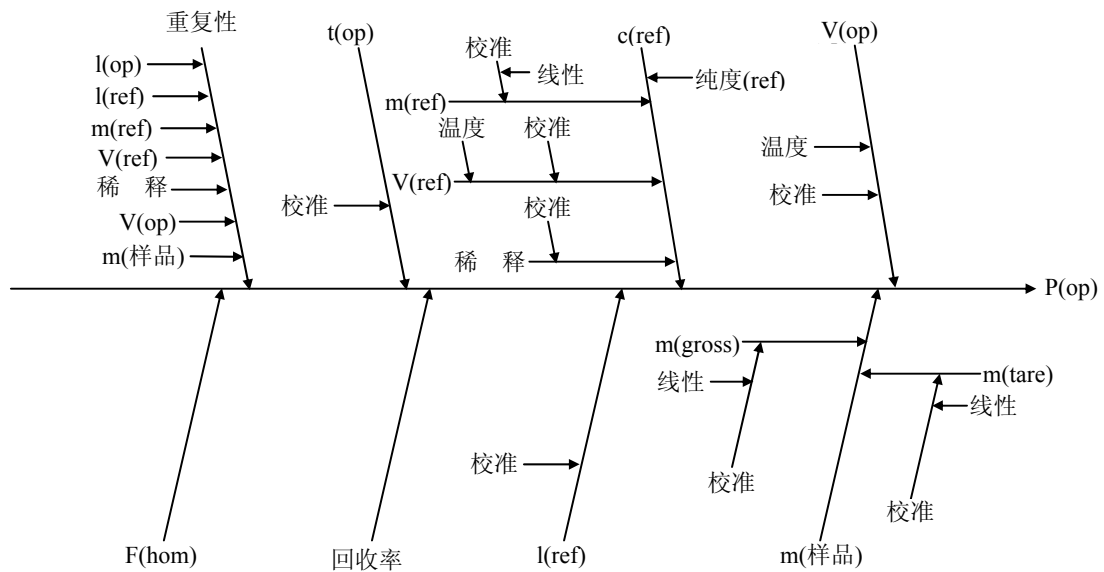 重复性
t(op)
c(ref)
V(op)
校准
l(op)
线性
纯度(ref)
l(ref)
m(ref)
m(ref)
温度
校准
V(ref)
温度
稀 释
V(ref)
校准
校准
校准
V(op)
m(样品)
稀 释
P(op)
m(gross)
线性
m(tare)
线性
校准
校准
校准
F(hom)
回收率
l(ref)
m(样品)